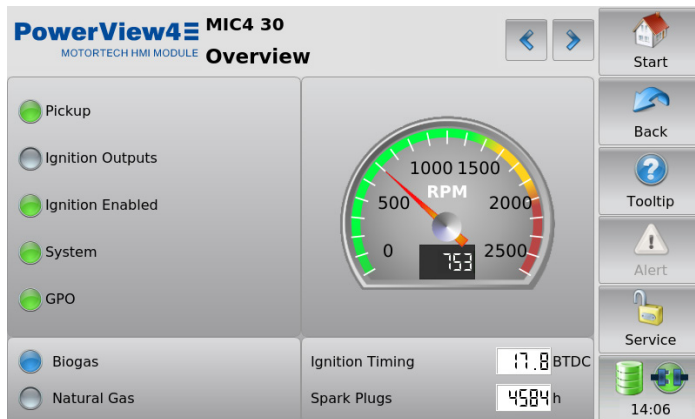 PowerView4
MOTORTECH HMI MODULE
MIC4 30
Overview
Start
Pickup
Back
Ignition Outputs
Ignition Enabled
Tooltip
System
Alert
GPO
Service
0
500
1000
1500
2000
2500
RPM
753
Biogas
Natural Gas
Ignition Timing 17.8 BTDC
Spark Plugs 4584 h
14:06